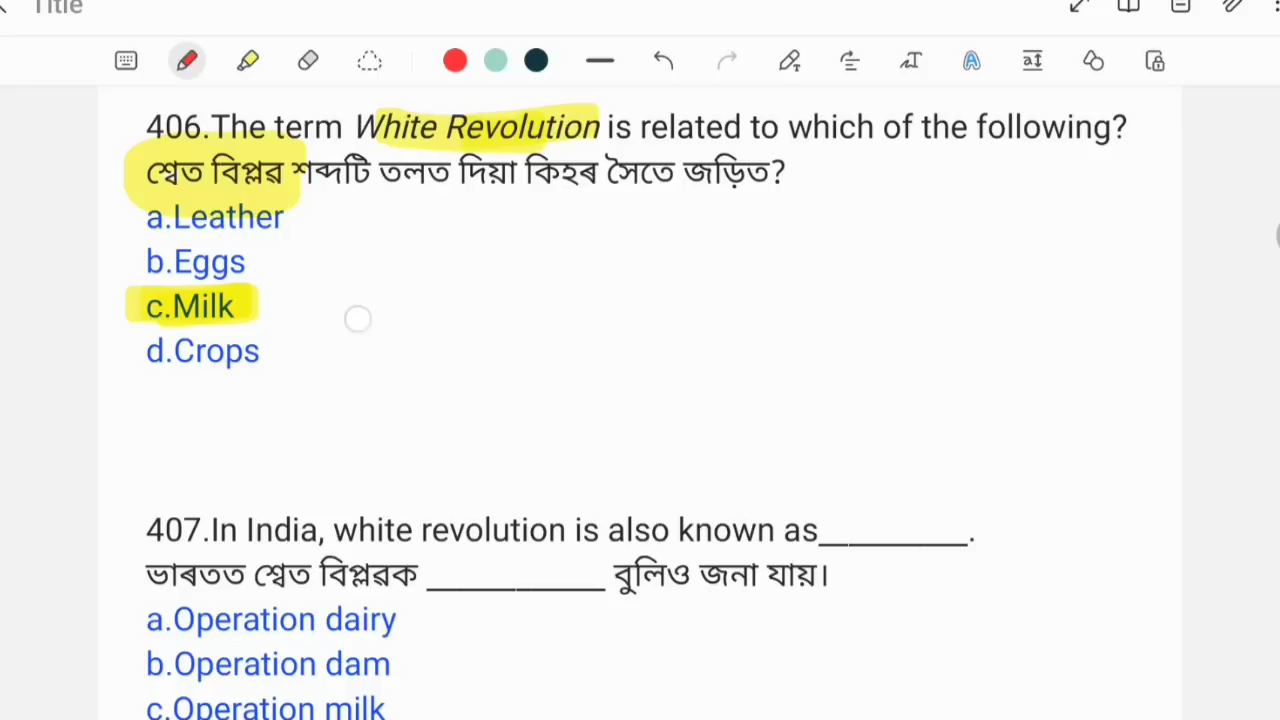 Title
406.The term White Revolution is related to which of the following?
শ্বেত বিপ্লৱ শব্দটি তলত দিয়া কিহৰ সৈতে জড়িত?
a.Leather
b.Eggs
c.Milk
d.Crops
407.In India, white revolution is also known as_________.
ভাৰতত শ্বেত বিপ্লৱক ____________ বুলিও জনা যায়।
a.Operation dairy
b.Operation dam
c.Operation milk